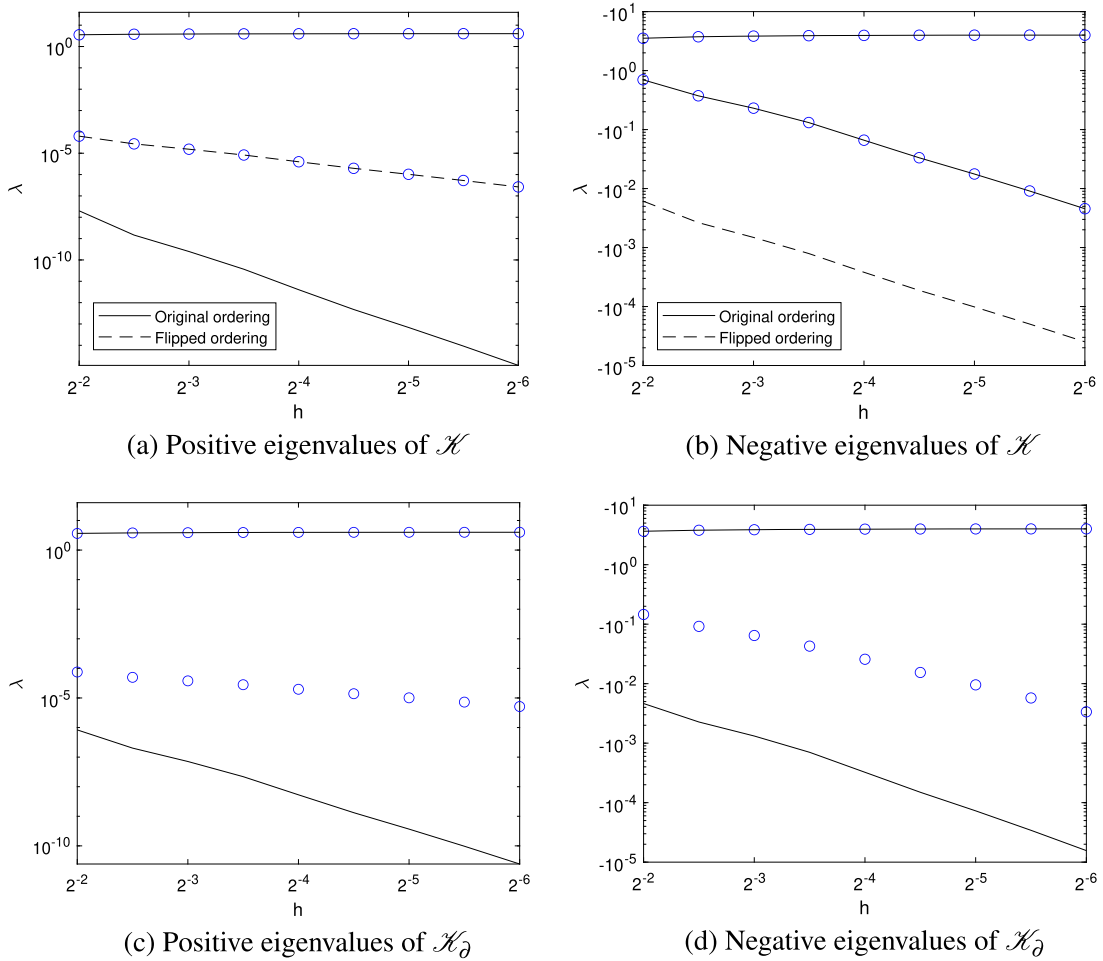 10^0
10^-5
10^-10
λ
Original ordering
Flipped ordering
2^-2 2^-3 2^-4 2^-5 2^-6
h
(a) Positive eigenvalues of 𝒦
-10^1
-10^0
-10^-1
-10^-2
-10^-3
-10^-4
-10^-5
λ
Original ordering
Flipped ordering
2^-2 2^-3 2^-4 2^-5 2^-6
h
(b) Negative eigenvalues of 𝒦
10^0
10^-5
10^-10
λ
2^-2 2^-3 2^-4 2^-5 2^-6
h
(c) Positive eigenvalues of 𝒦_∂
-10^1
-10^0
-10^-1
-10^-2
-10^-3
-10^-4
-10^-5
λ
2^-2 2^-3 2^-4 2^-5 2^-6
h
(d) Negative eigenvalues of 𝒦_∂